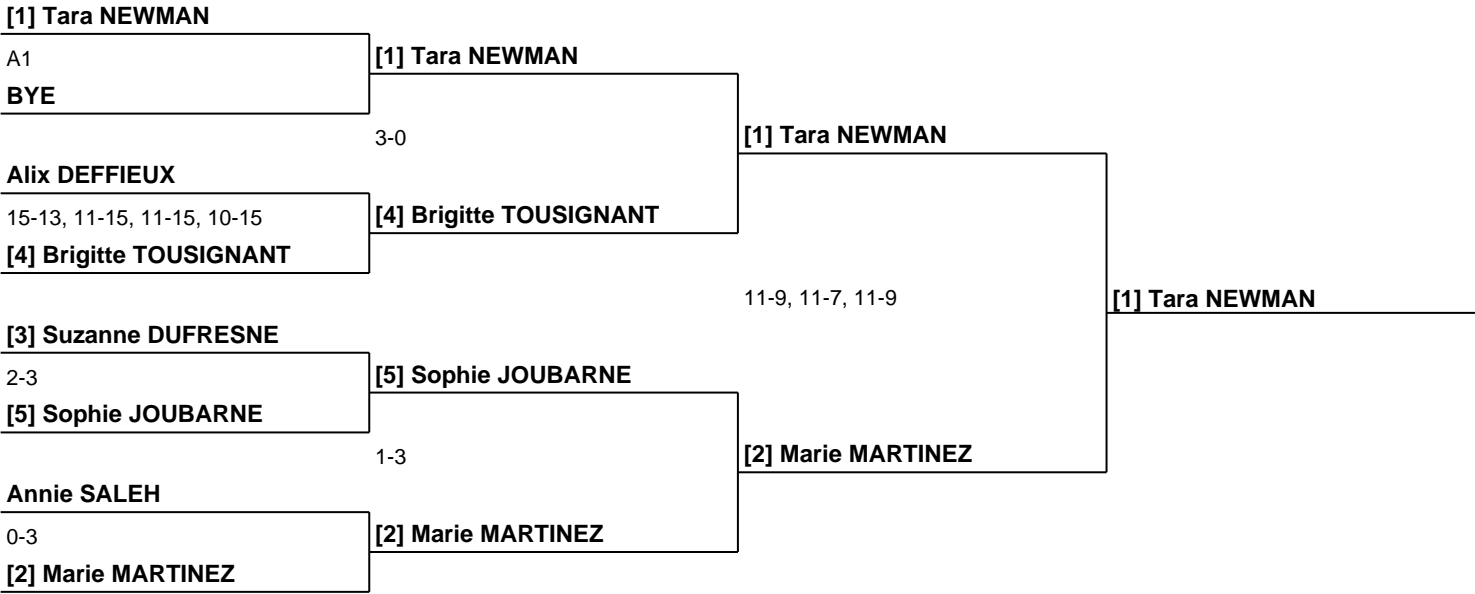 [1] Tara NEWMAN
A1
BYE
[1] Tara NEWMAN
3-0
[1] Tara NEWMAN
Alix DEFFIEUX
15-13, 11-15, 11-15, 10-15
[4] Brigitte TOUSIGNANT
[4] Brigitte TOUSIGNANT
11-9, 11-7, 11-9
[1] Tara NEWMAN
[3] Suzanne DUFRESNE
2-3
[5] Sophie JOUBARNE
[5] Sophie JOUBARNE
1-3
[2] Marie MARTINEZ
Annie SALEH
0-3
[2] Marie MARTINEZ
[2] Marie MARTINEZ